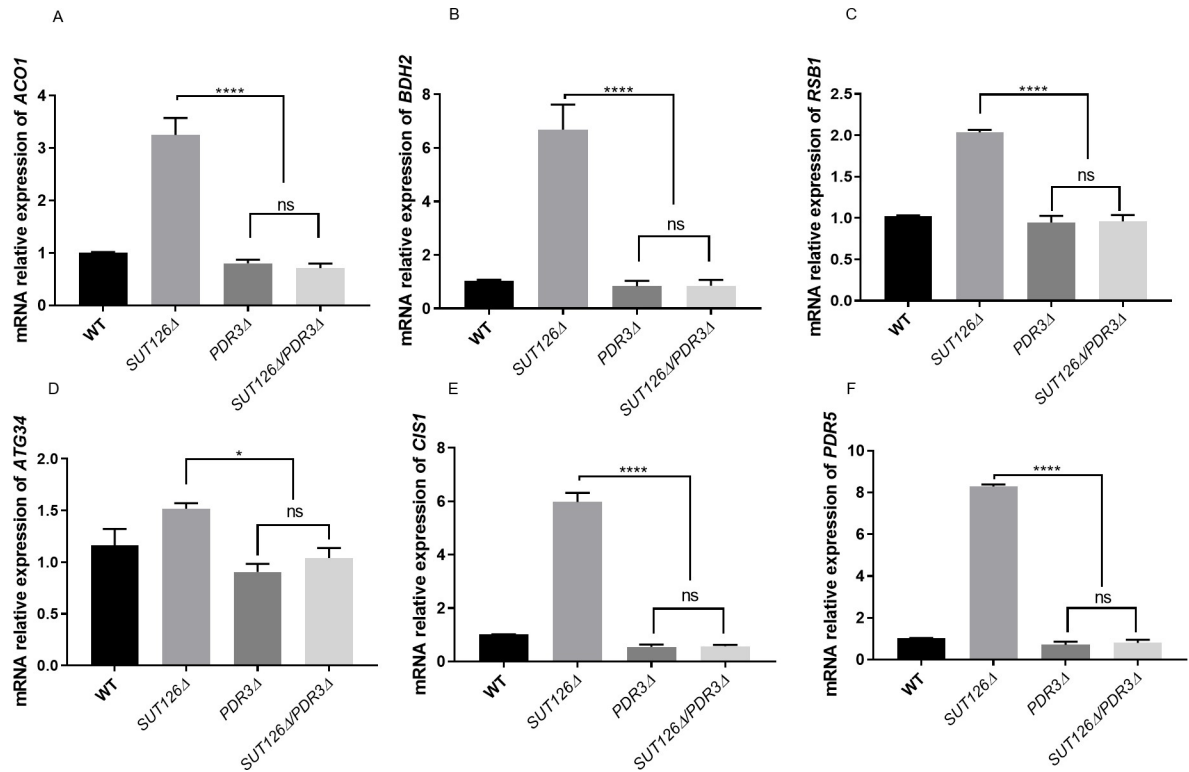 A
mRNA relative expression of ACO1
4
3
2
1
0
****
ns
WT
SUT126Δ
PDR3Δ
SUT126Δ/PDR3Δ
B
mRNA relative expression of BDH2
8
6
4
2
0
****
ns
WT
SUT126Δ
PDR3Δ
SUT126Δ/PDR3Δ
C
mRNA relative expression of RSB1
2.5
2.0
1.5
1.0
0.5
0.0
****
ns
WT
SUT126Δ
PDR3Δ
SUT126Δ/PDR3Δ
D
mRNA relative expression of ATG34
2.0
1.5
1.0
0.5
0.0
*
ns
WT
SUT126Δ
PDR3Δ
SUT126Δ/PDR3Δ
E
mRNA relative expression of CIS1
8
6
4
2
0
****
ns
WT
SUT126Δ
PDR3Δ
SUT126Δ/PDR3Δ
F
mRNA relative expression of PDR5
10
8
6
4
2
0
****
ns
WT
SUT126Δ
PDR3Δ
SUT126Δ/PDR3Δ